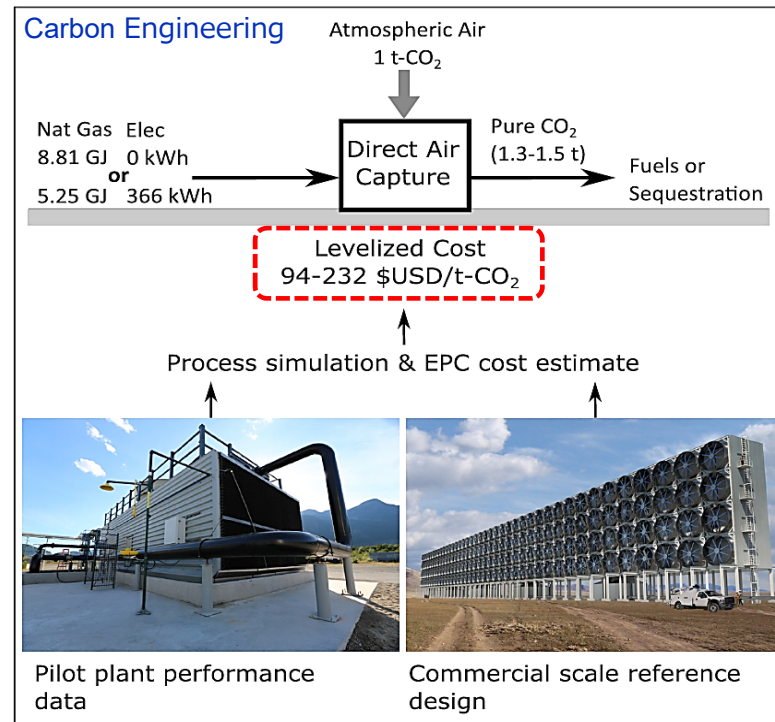 Carbon Engineering
Atmospheric Air
1 t-CO₂
Nat Gas Elec
8.81 GJ 0 kWh
or
5.25 GJ 366 kWh
Direct Air
Capture
Pure CO₂
(1.3-1.5 t)
Fuels or
Sequestration
Levelized Cost
94-232 $USD/t-CO₂
Process simulation & EPC cost estimate
Pilot plant performance
data
Commercial scale reference
design